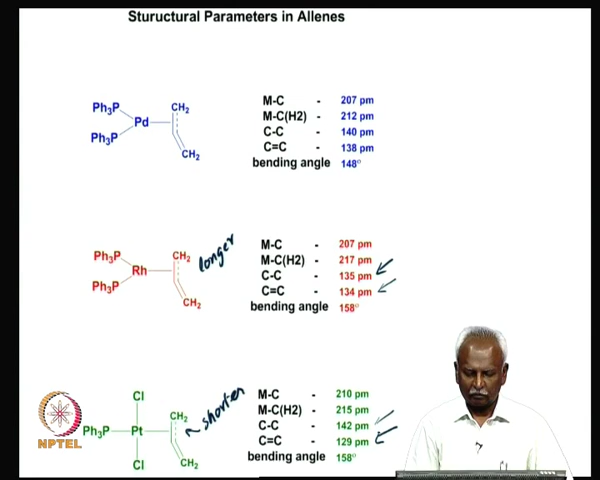 Stuructural Parameters in Allenes
Ph₃P
CH₂
Pd
Ph₃P
CH₂
M-C - 207 pm
M-C(H2) - 212 pm
C-C - 140 pm
C=C - 138 pm
bending angle 148°
Ph₃P
CH₂
longer
Rh
Ph₃P
CH₂
M-C - 207 pm
M-C(H2) - 217 pm
C-C - 135 pm
C=C - 134 pm
bending angle 158°
Cl
CH₂
~ shorter
Ph₃P
Pt
CH₂
Cl
M-C - 210 pm
M-C(H2) - 215 pm
C-C - 142 pm
C=C - 129 pm
bending angle 158°
NPTEL